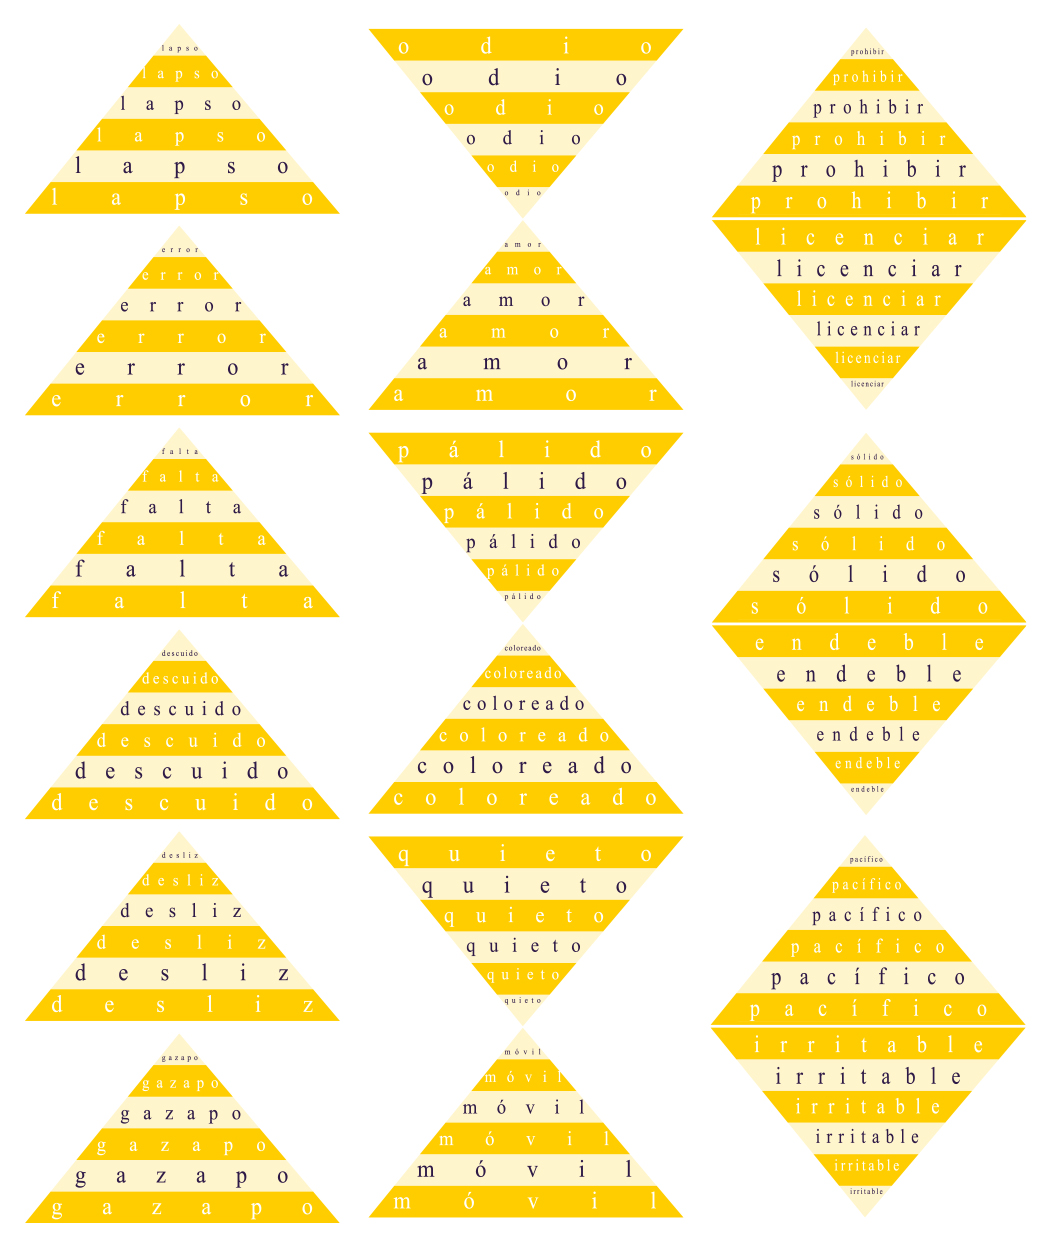 lapso
lapso
lapso
lapso
lapso
lapso
error
error
error
error
error
error
falta
falta
falta
falta
falta
falta
descuido
descuido
descuido
descuido
descuido
descuido
desliz
desliz
desliz
desliz
desliz
desliz
gazapo
gazapo
gazapo
gazapo
gazapo
gazapo
odio
odio
odio
odio
odio
odio
amor
amor
amor
amor
amor
amor
pálido
pálido
pálido
pálido
pálido
pálido
coloreado
coloreado
coloreado
coloreado
coloreado
coloreado
quieto
quieto
quieto
quieto
quieto
quieto
móvil
móvil
móvil
móvil
móvil
móvil
prohibir
prohibir
prohibir
prohibir
prohibir
prohibir
licenciar
licenciar
licenciar
licenciar
licenciar
licenciar
sólido
sólido
sólido
sólido
sólido
sólido
endeble
endeble
endeble
endeble
endeble
endeble
pacífico
pacífico
pacífico
pacífico
pacífico
pacífico
irritable
irritable
irritable
irritable
irritable
irritable